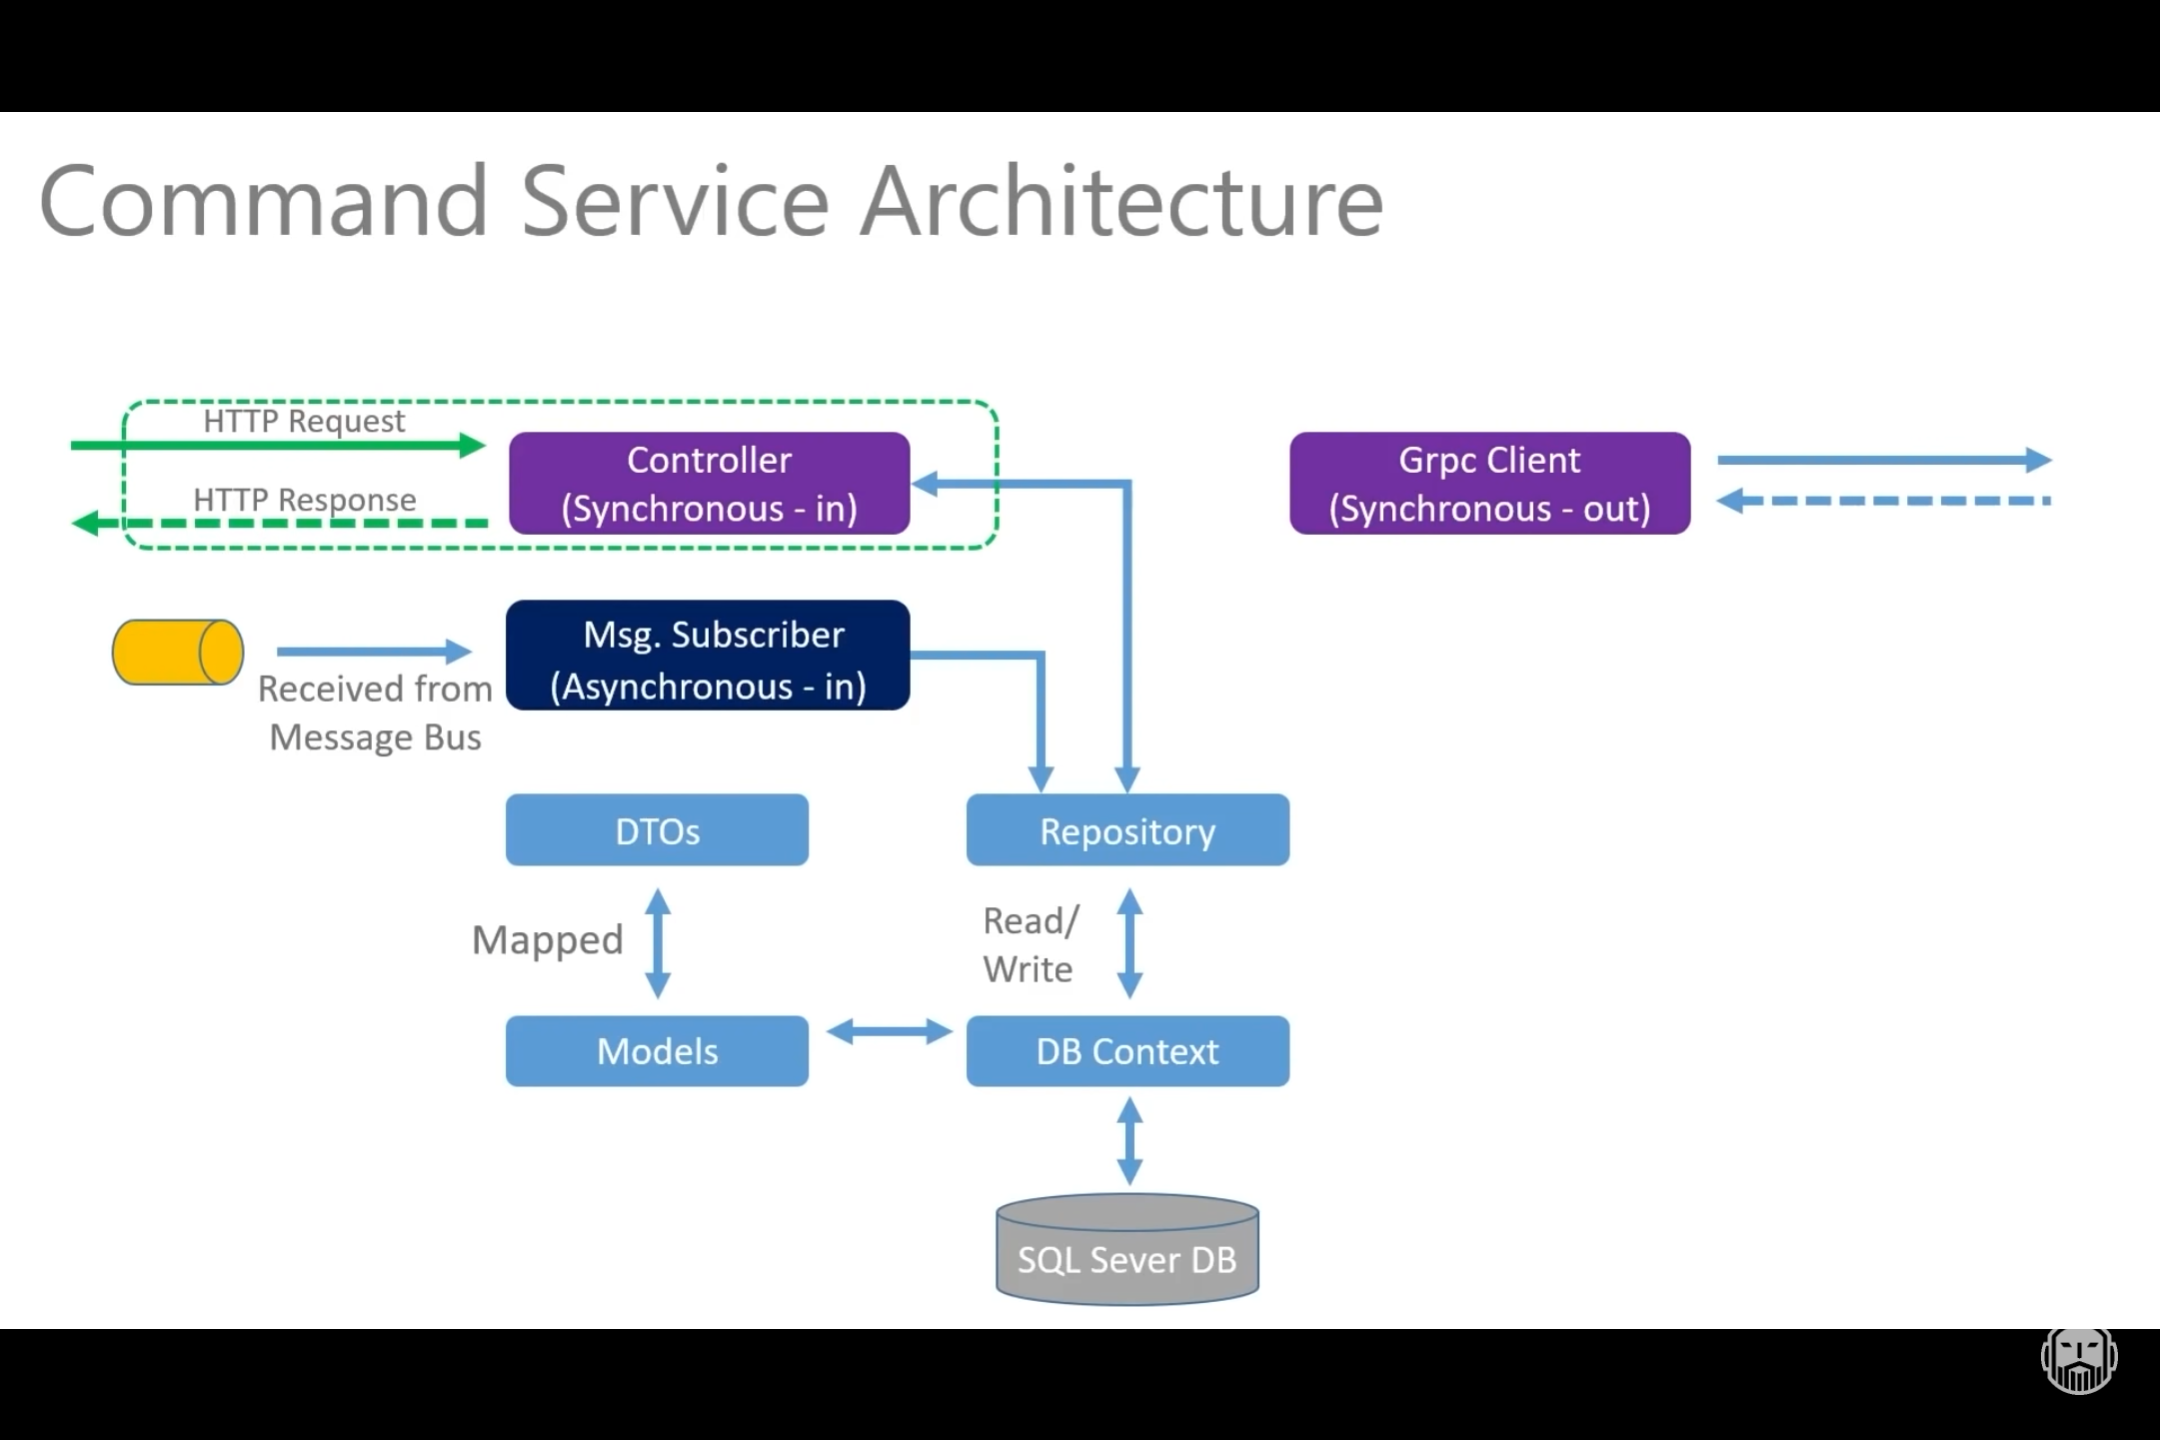 Command Service Architecture
HTTP Request
HTTP Response
Controller
(Synchronous - in)
Grpc Client
(Synchronous - out)
Received from
Message Bus
Msg. Subscriber
(Asynchronous - in)
DTOs
Repository
Mapped
Read/
Write
Models
DB Context
SQL Sever DB